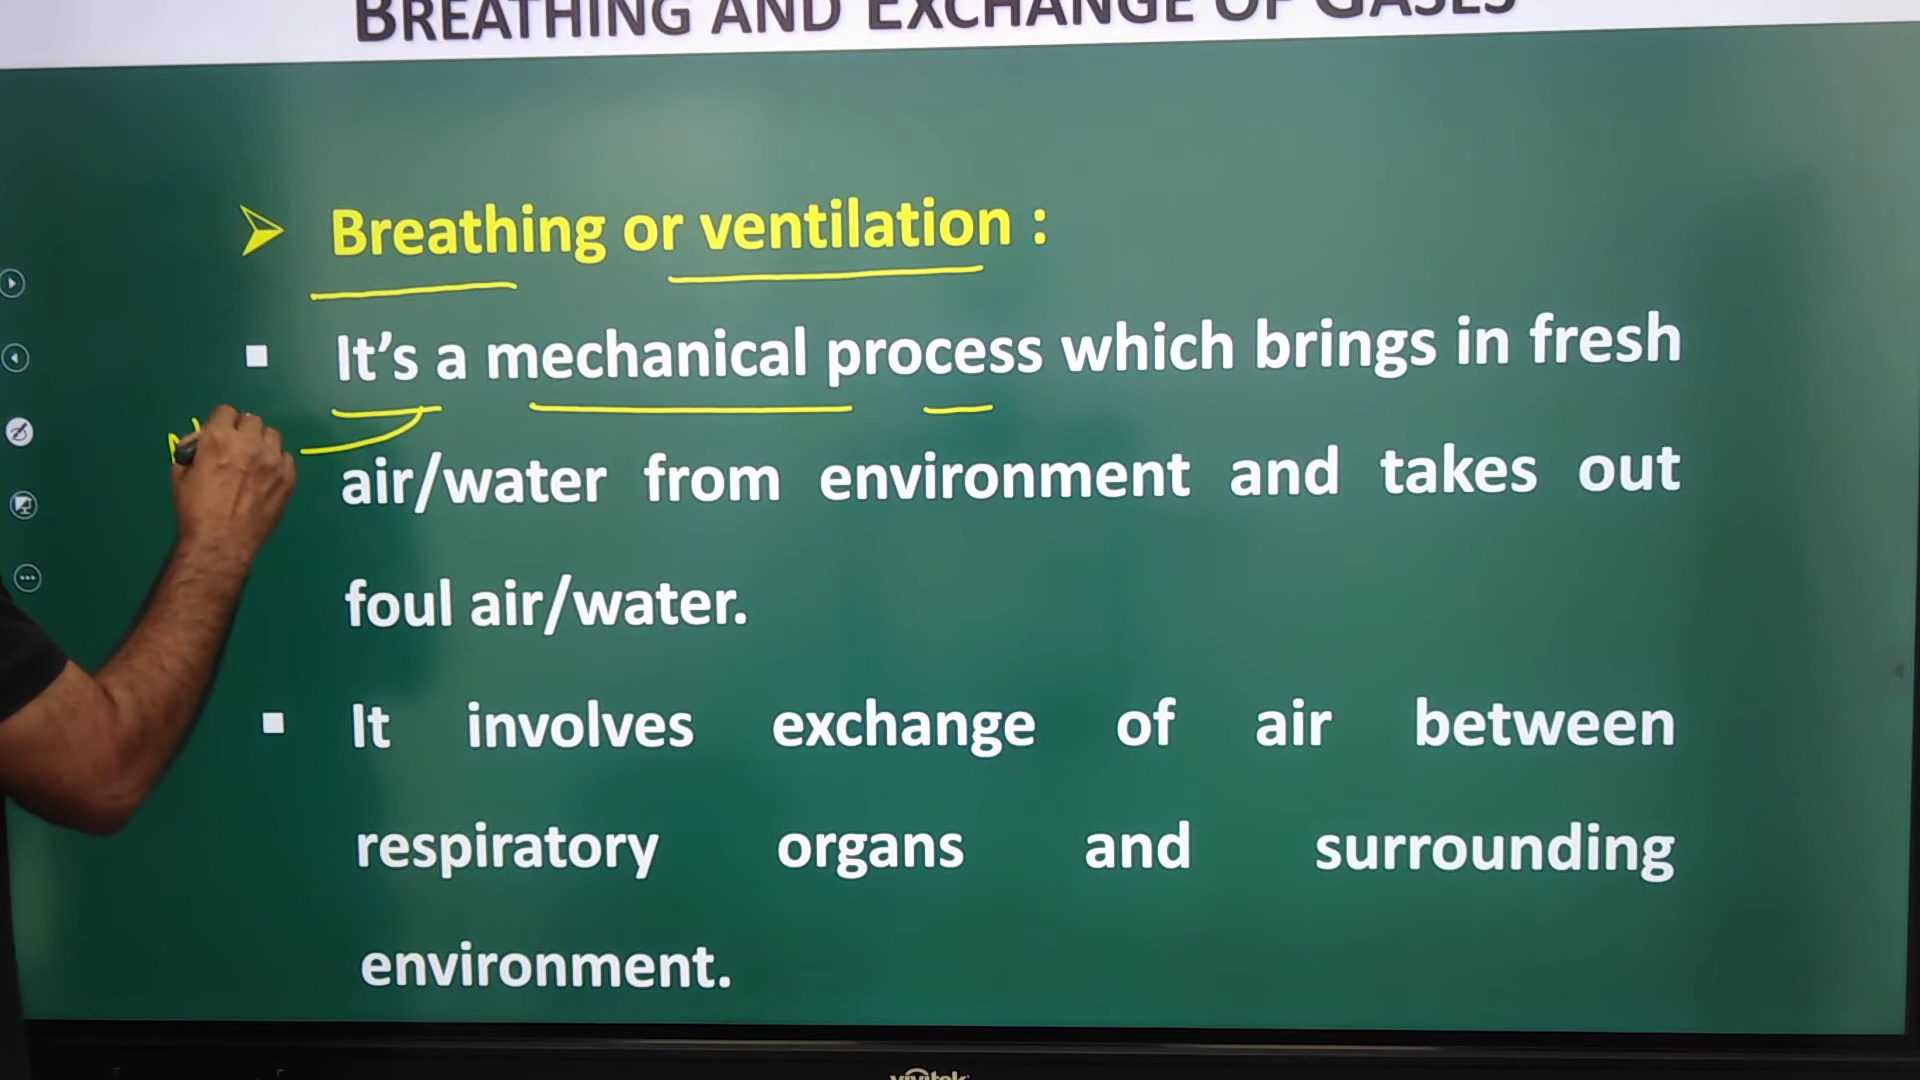 BREATHING AND EXCHANGE OF GASES
Breathing or ventilation :
It’s a mechanical process which brings in fresh
air/water from environment and takes out
foul air/water.
It involves exchange of air between
respiratory organs and surrounding
environment.
vivitek